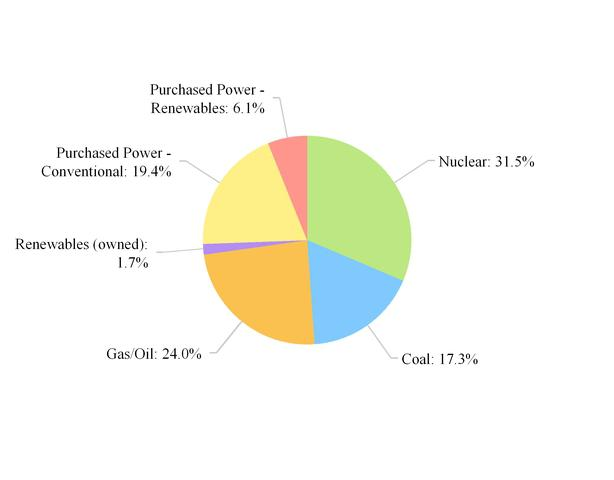 Purchased Power -
Renewables: 6.1%
Purchased Power -
Conventional: 19.4%
Nuclear: 31.5%
Renewables (owned):
1.7%
Gas/Oil: 24.0%
Coal: 17.3%